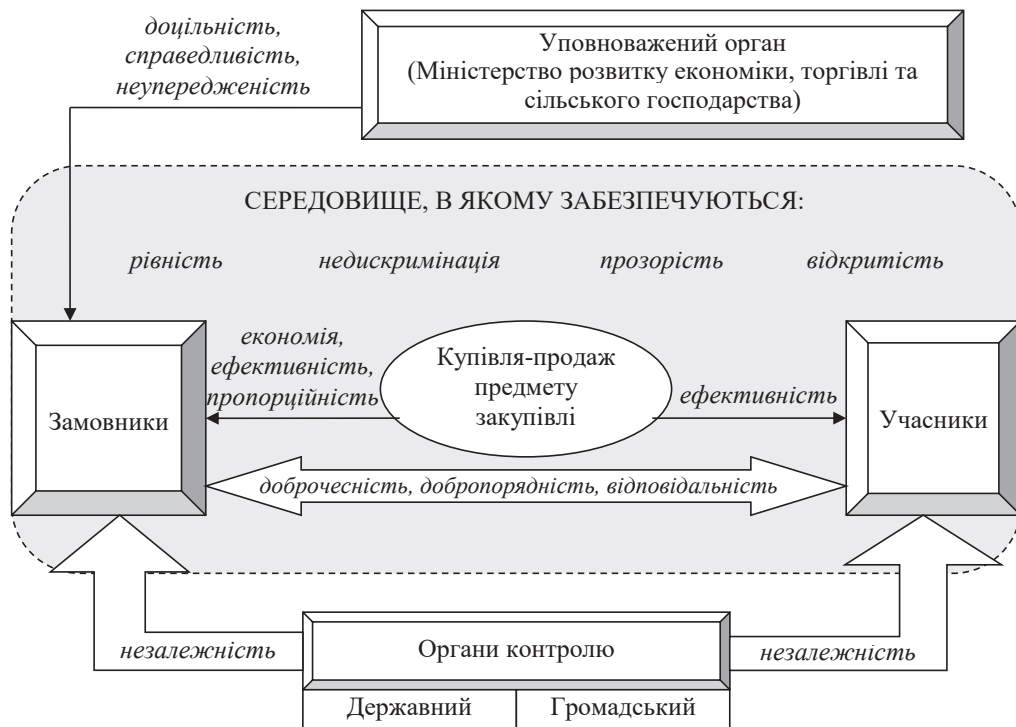 доцільність,
справедливість,
неупередженість
Уповноважений орган
(Міністерство розвитку економіки, торгівлі та
сільського господарства)
СЕРЕДОВИЩЕ, В ЯКОМУ ЗАБЕЗПЕЧУЮТЬСЯ:
рівність недискримінація прозорість відкритість
економія,
ефективність,
пропорційність
Купівля-продаж
предмету
закупівлі
ефективність
Замовники
Учасники
доброчесність, добропорядність, відповідальність
незалежність
Органи контролю
незалежність
Державний
Громадський